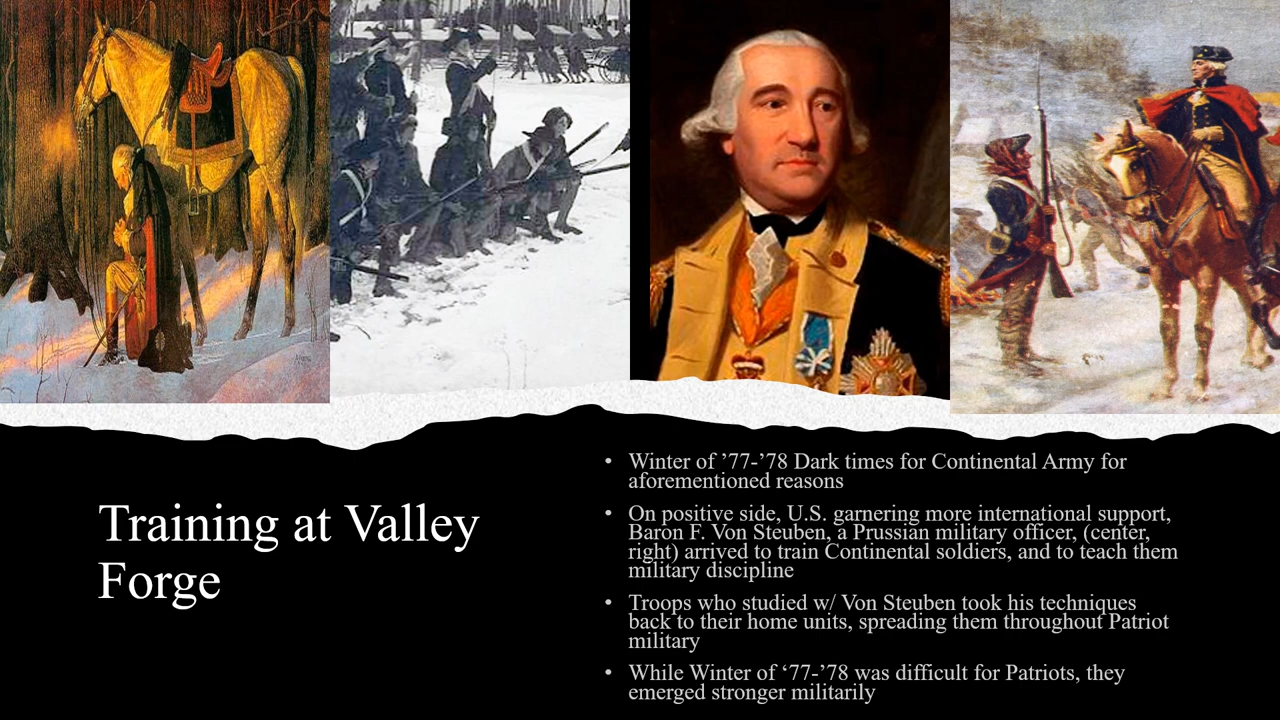 Training at Valley
Forge
• Winter of ’77-’78 Dark times for Continental Army for
aforementioned reasons
• On positive side, U.S. garnering more international support,
Baron F. Von Steuben, a Prussian military officer, (center,
right) arrived to train Continental soldiers, and to teach them
military discipline
• Troops who studied w/ Von Steuben took his techniques
back to their home units, spreading them throughout Patriot
military
• While Winter of ‘77-’78 was difficult for Patriots, they
emerged stronger militarily